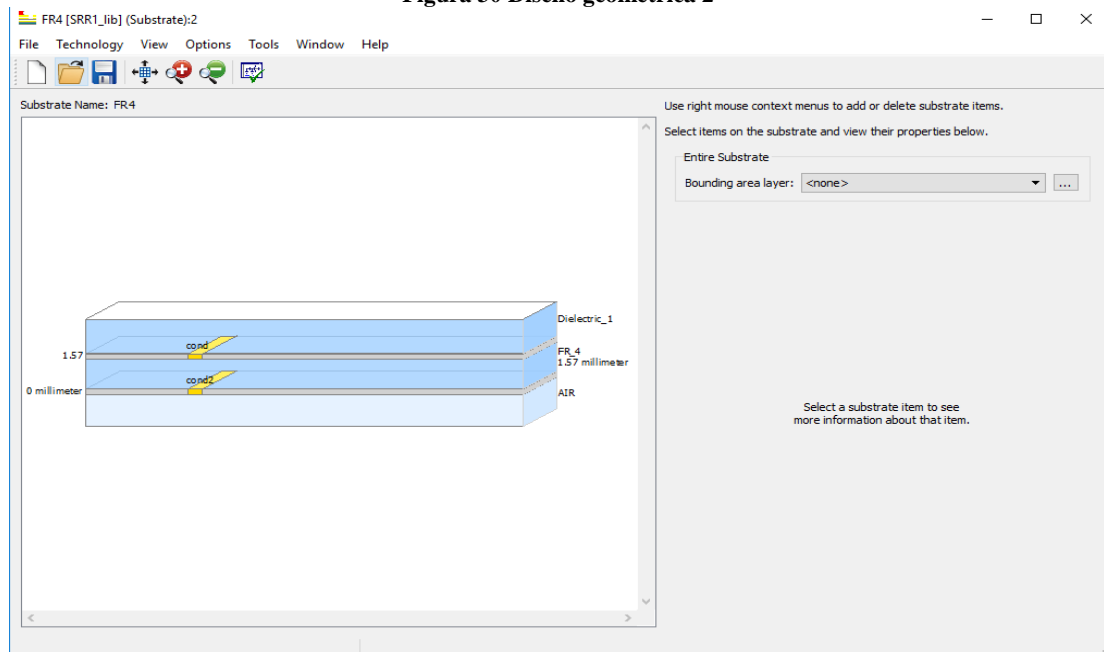 Figura 30 Diseño geométrica 2
FR4 [SRR1_lib] (Substrate):2
File Technology View Options Tools Window Help
Substrate Name: FR4
Use right mouse context menus to add or delete substrate items.
Select items on the substrate and view their properties below.
Entire Substrate
Bounding area layer: <none>
...
Dielectric_1
cond
1.57
FR_4
1.57 millimeter
cond2
0 millimeter
AIR
Select a substrate item to see
more information about that item.